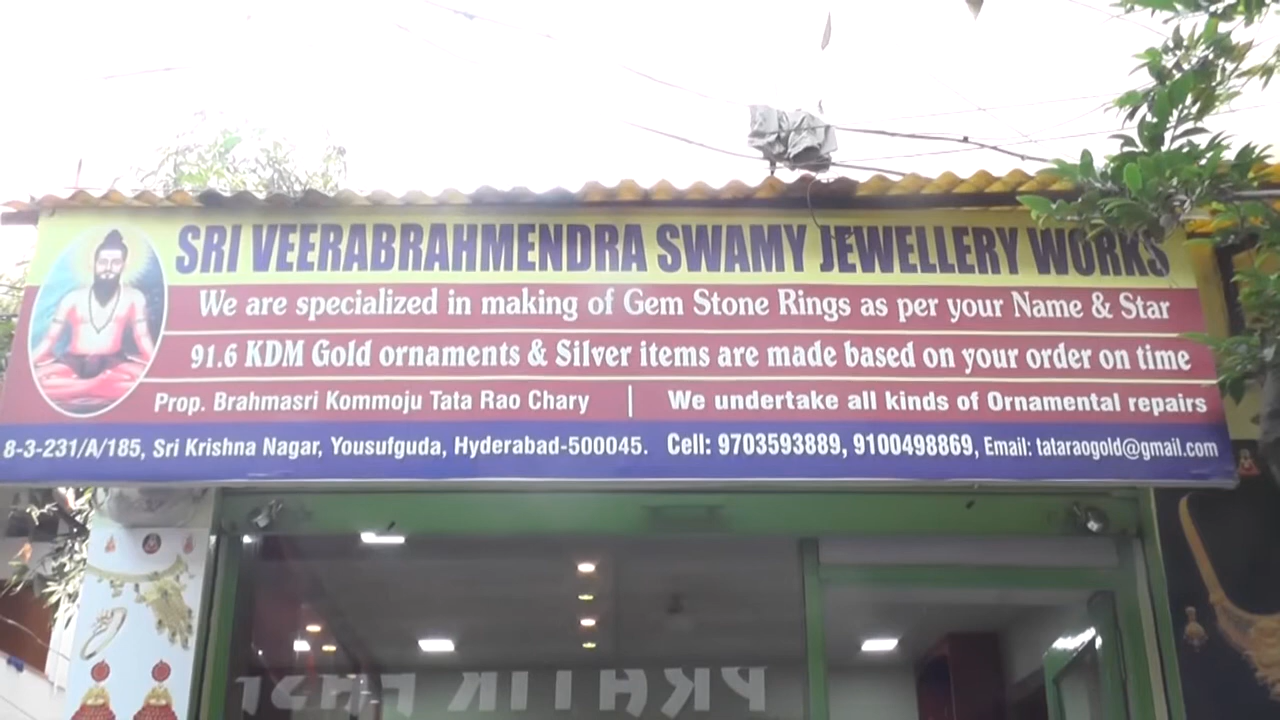 SRI VEERABRAHMENDRA SWAMY JEWELLERY WORKS
We are specialized in making of Gem Stone Rings as per your Name & Star
91.6 KDM Gold ornaments & Silver items are made based on your order on time
Prop. Brahmasri Kommoju Tata Rao Chary | We undertake all kinds of Ornamental repairs
8-3-231/A/185, Sri Krishna Nagar, Yousufguda, Hyderabad-500045. Cell: 9703593889, 9100498869, Email: tataraogold@gmail.com